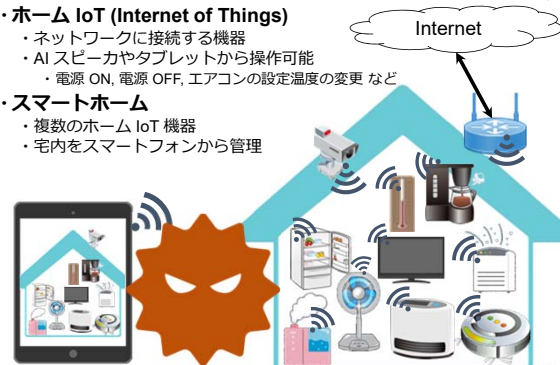 ・ホーム IoT (Internet of Things)
・ネットワークに接続する機器
・AI スピーカやタブレットから操作可能
・電源 ON, 電源 OFF, エアコンの設定温度の変更 など
・スマートホーム
・複数のホーム IoT 機器
・宅内をスマートフォンから管理
Internet